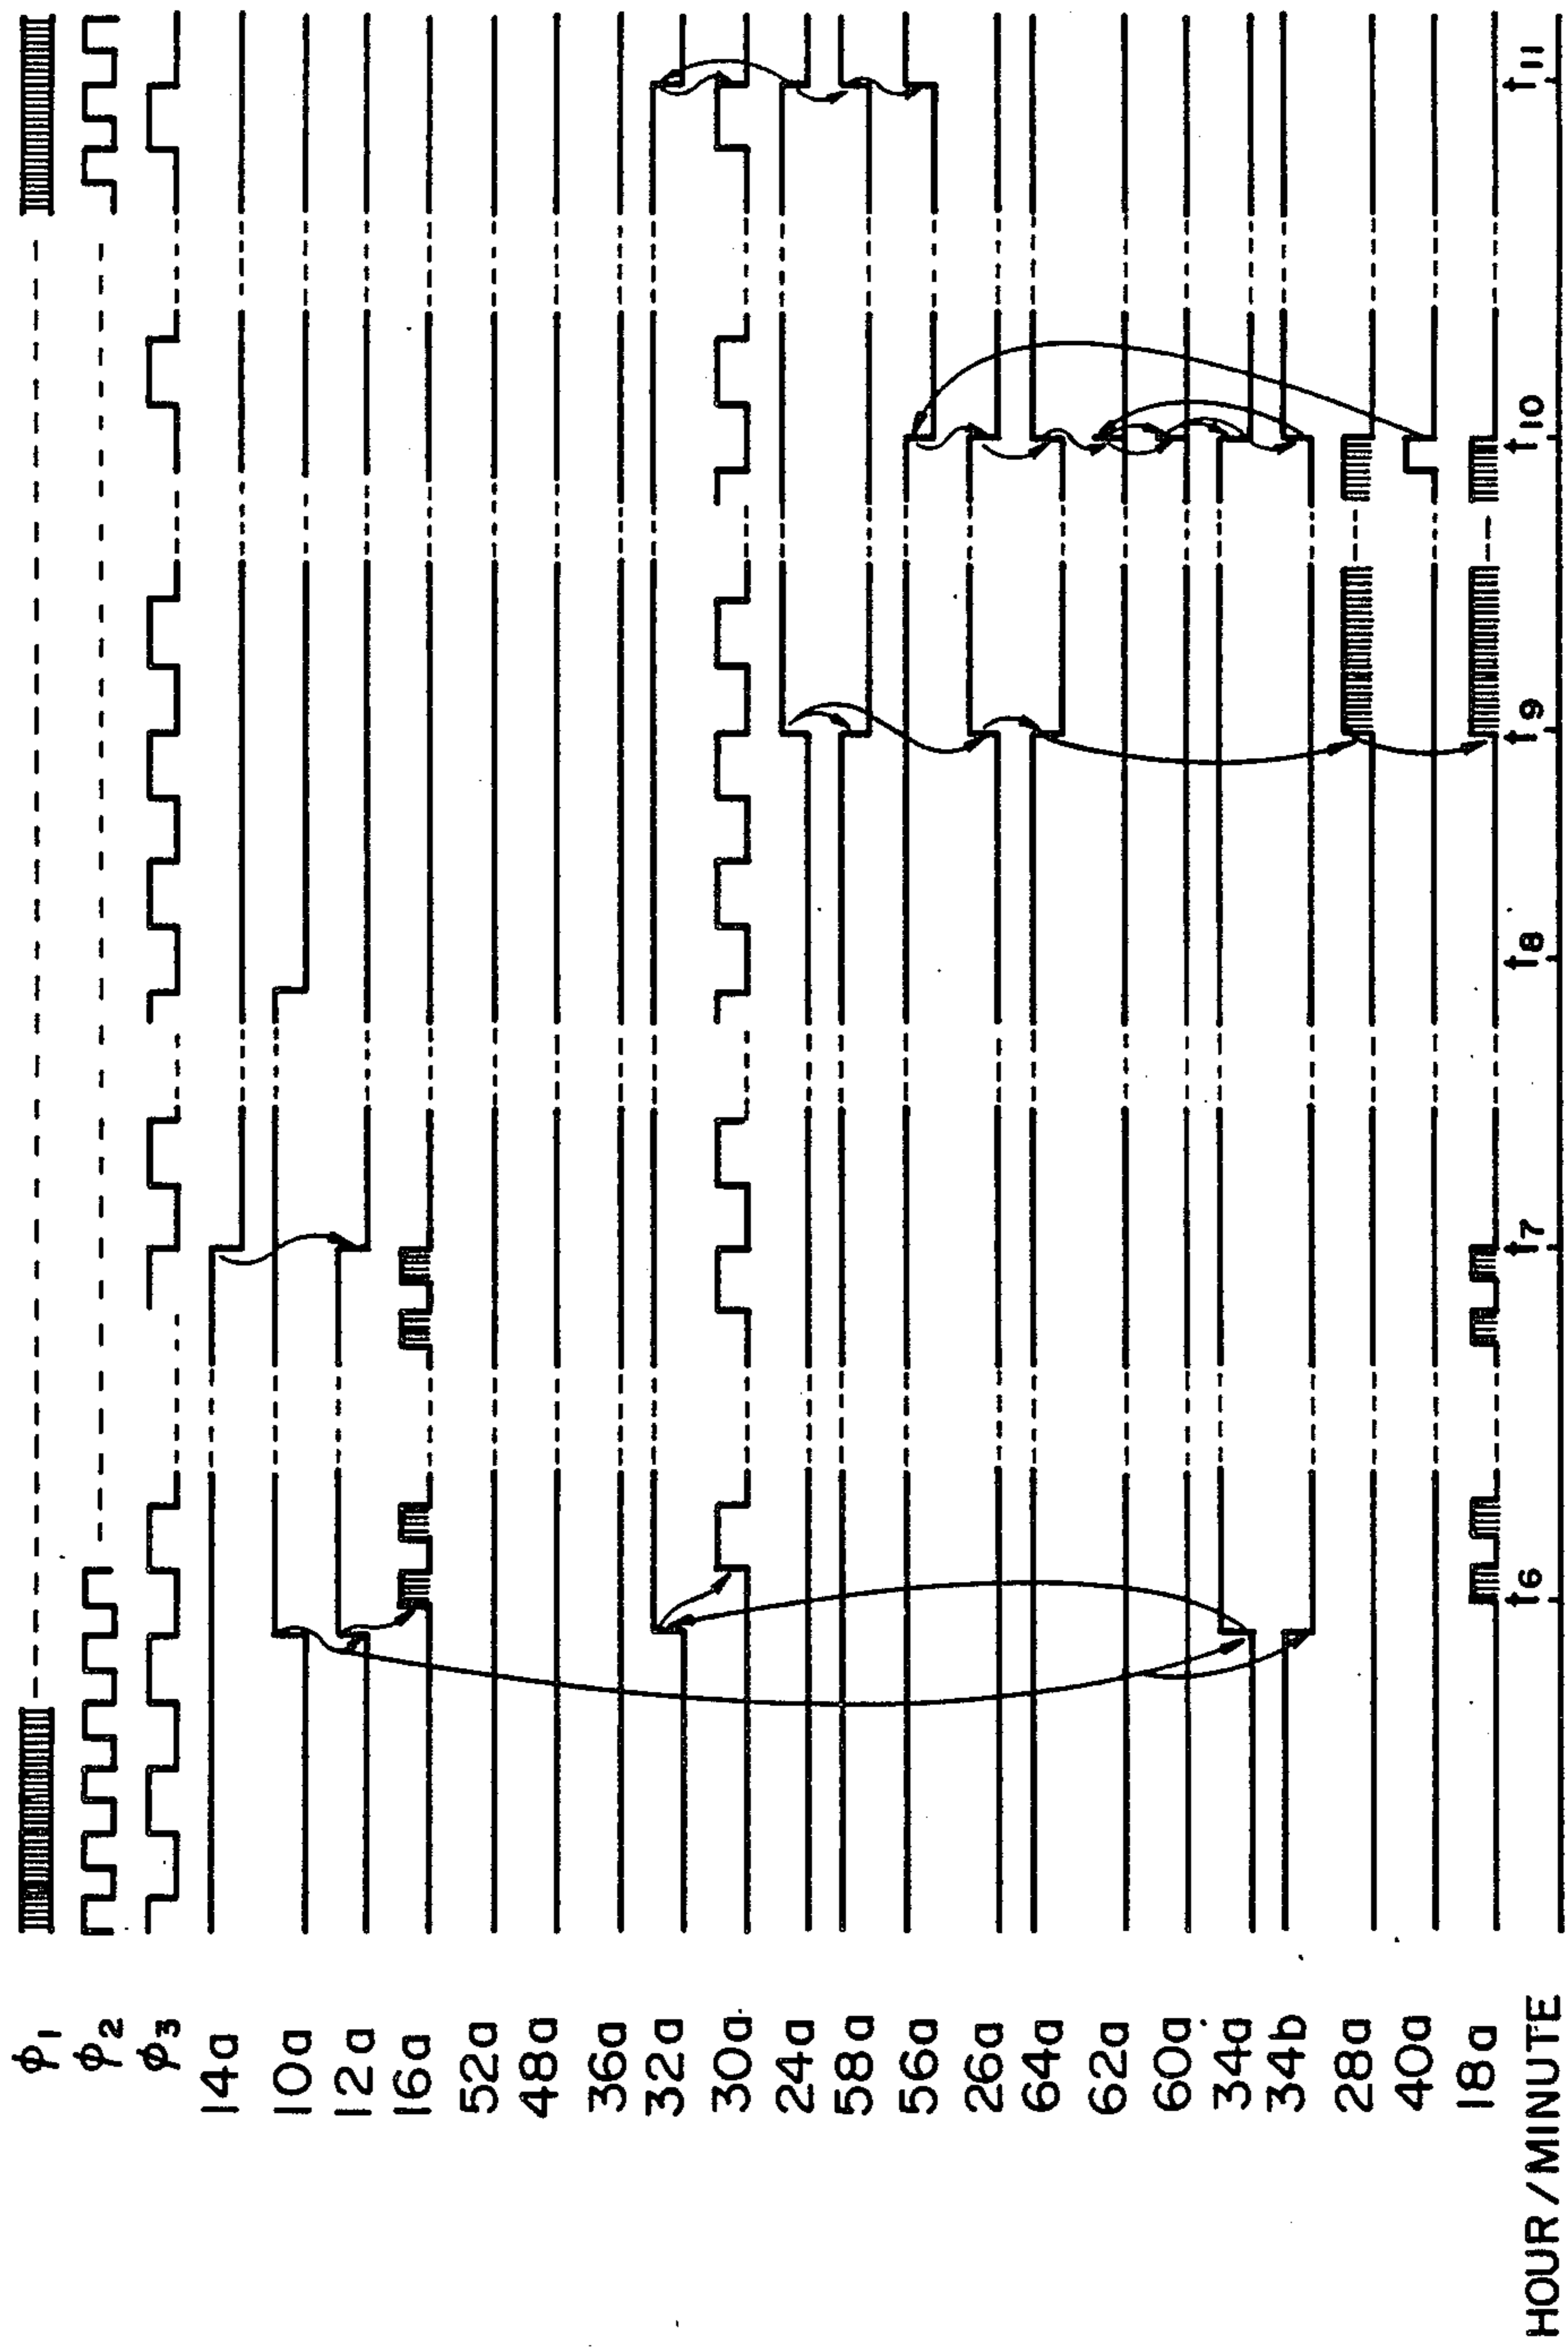 φ1
φ2
φ3
14a
10a
12a
16a
52a
48a
36a
32a
30a
24a
58a
56a
26a
64a
62a
60a
34a
34b
28a
40a
18a
HOUR/MINUTE
t6 t7 t8 t9 t10 t11